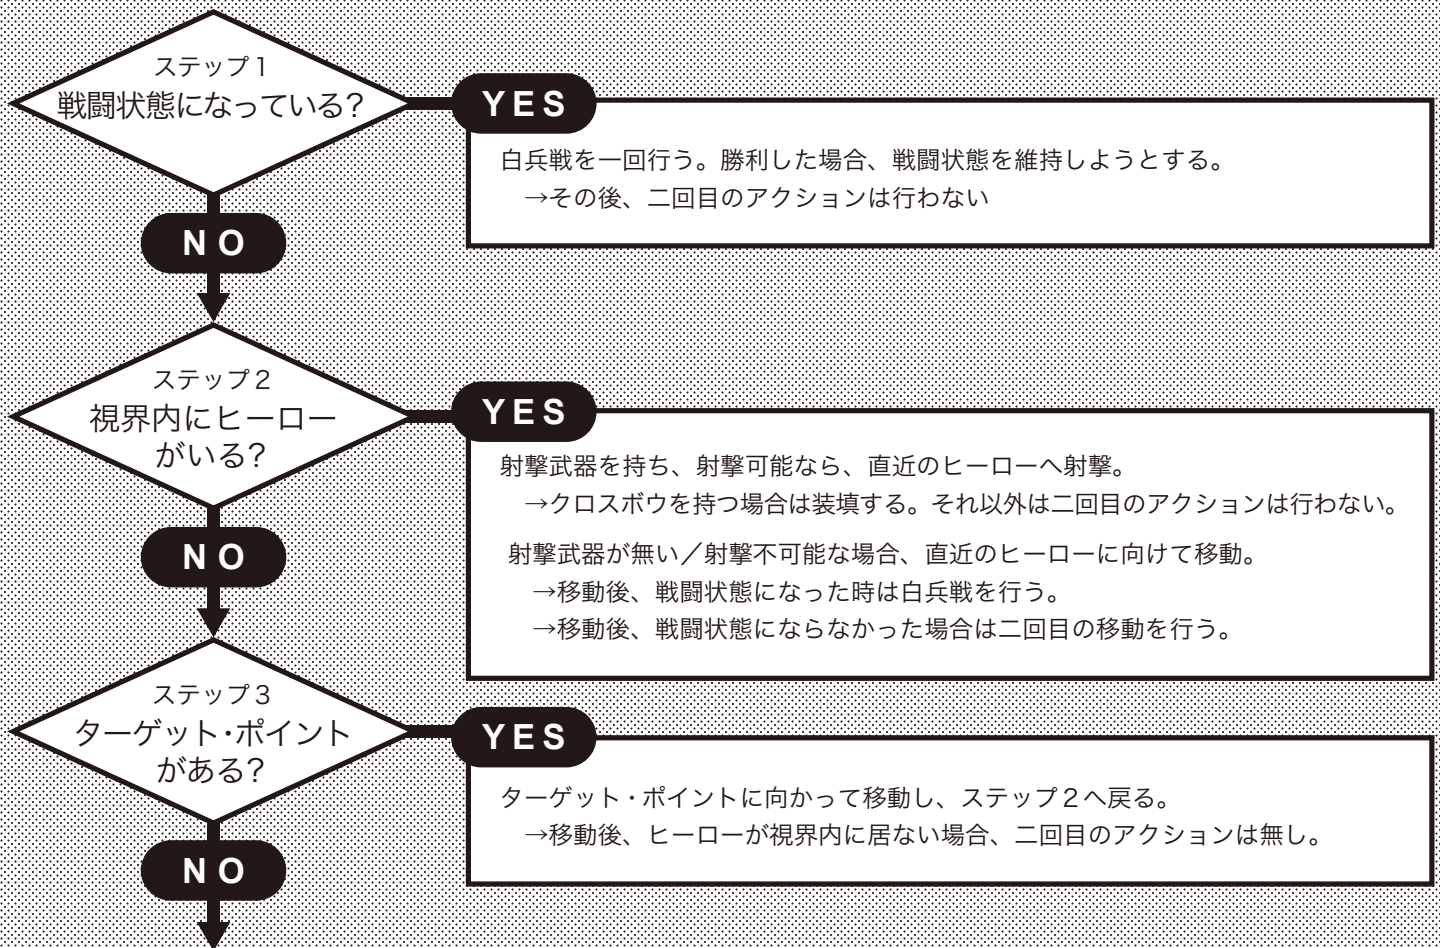 ステップ1
戦闘状態になっている?
YES
白兵戦を一回行う。勝利した場合、戦闘状態を維持しようとする。
→その後、二回目のアクションは行わない
NO
ステップ2
視界内にヒーロー
がいる?
YES
射撃武器を持ち、射撃可能なら、直近のヒーローへ射撃。
→クロスボウを持つ場合は装填する。それ以外は二回目のアクションは行わない。
射撃武器が無い／射撃不可能な場合、直近のヒーローに向けて移動。
→移動後、戦闘状態になった時は白兵戦を行う。
→移動後、戦闘状態にならなかった場合は二回目の移動を行う。
NO
ステップ3
ターゲット・ポイント
がある?
YES
ターゲット・ポイントに向かって移動し、ステップ2へ戻る。
→移動後、ヒーローが視界内に居ない場合、二回目のアクションは無し。
NO